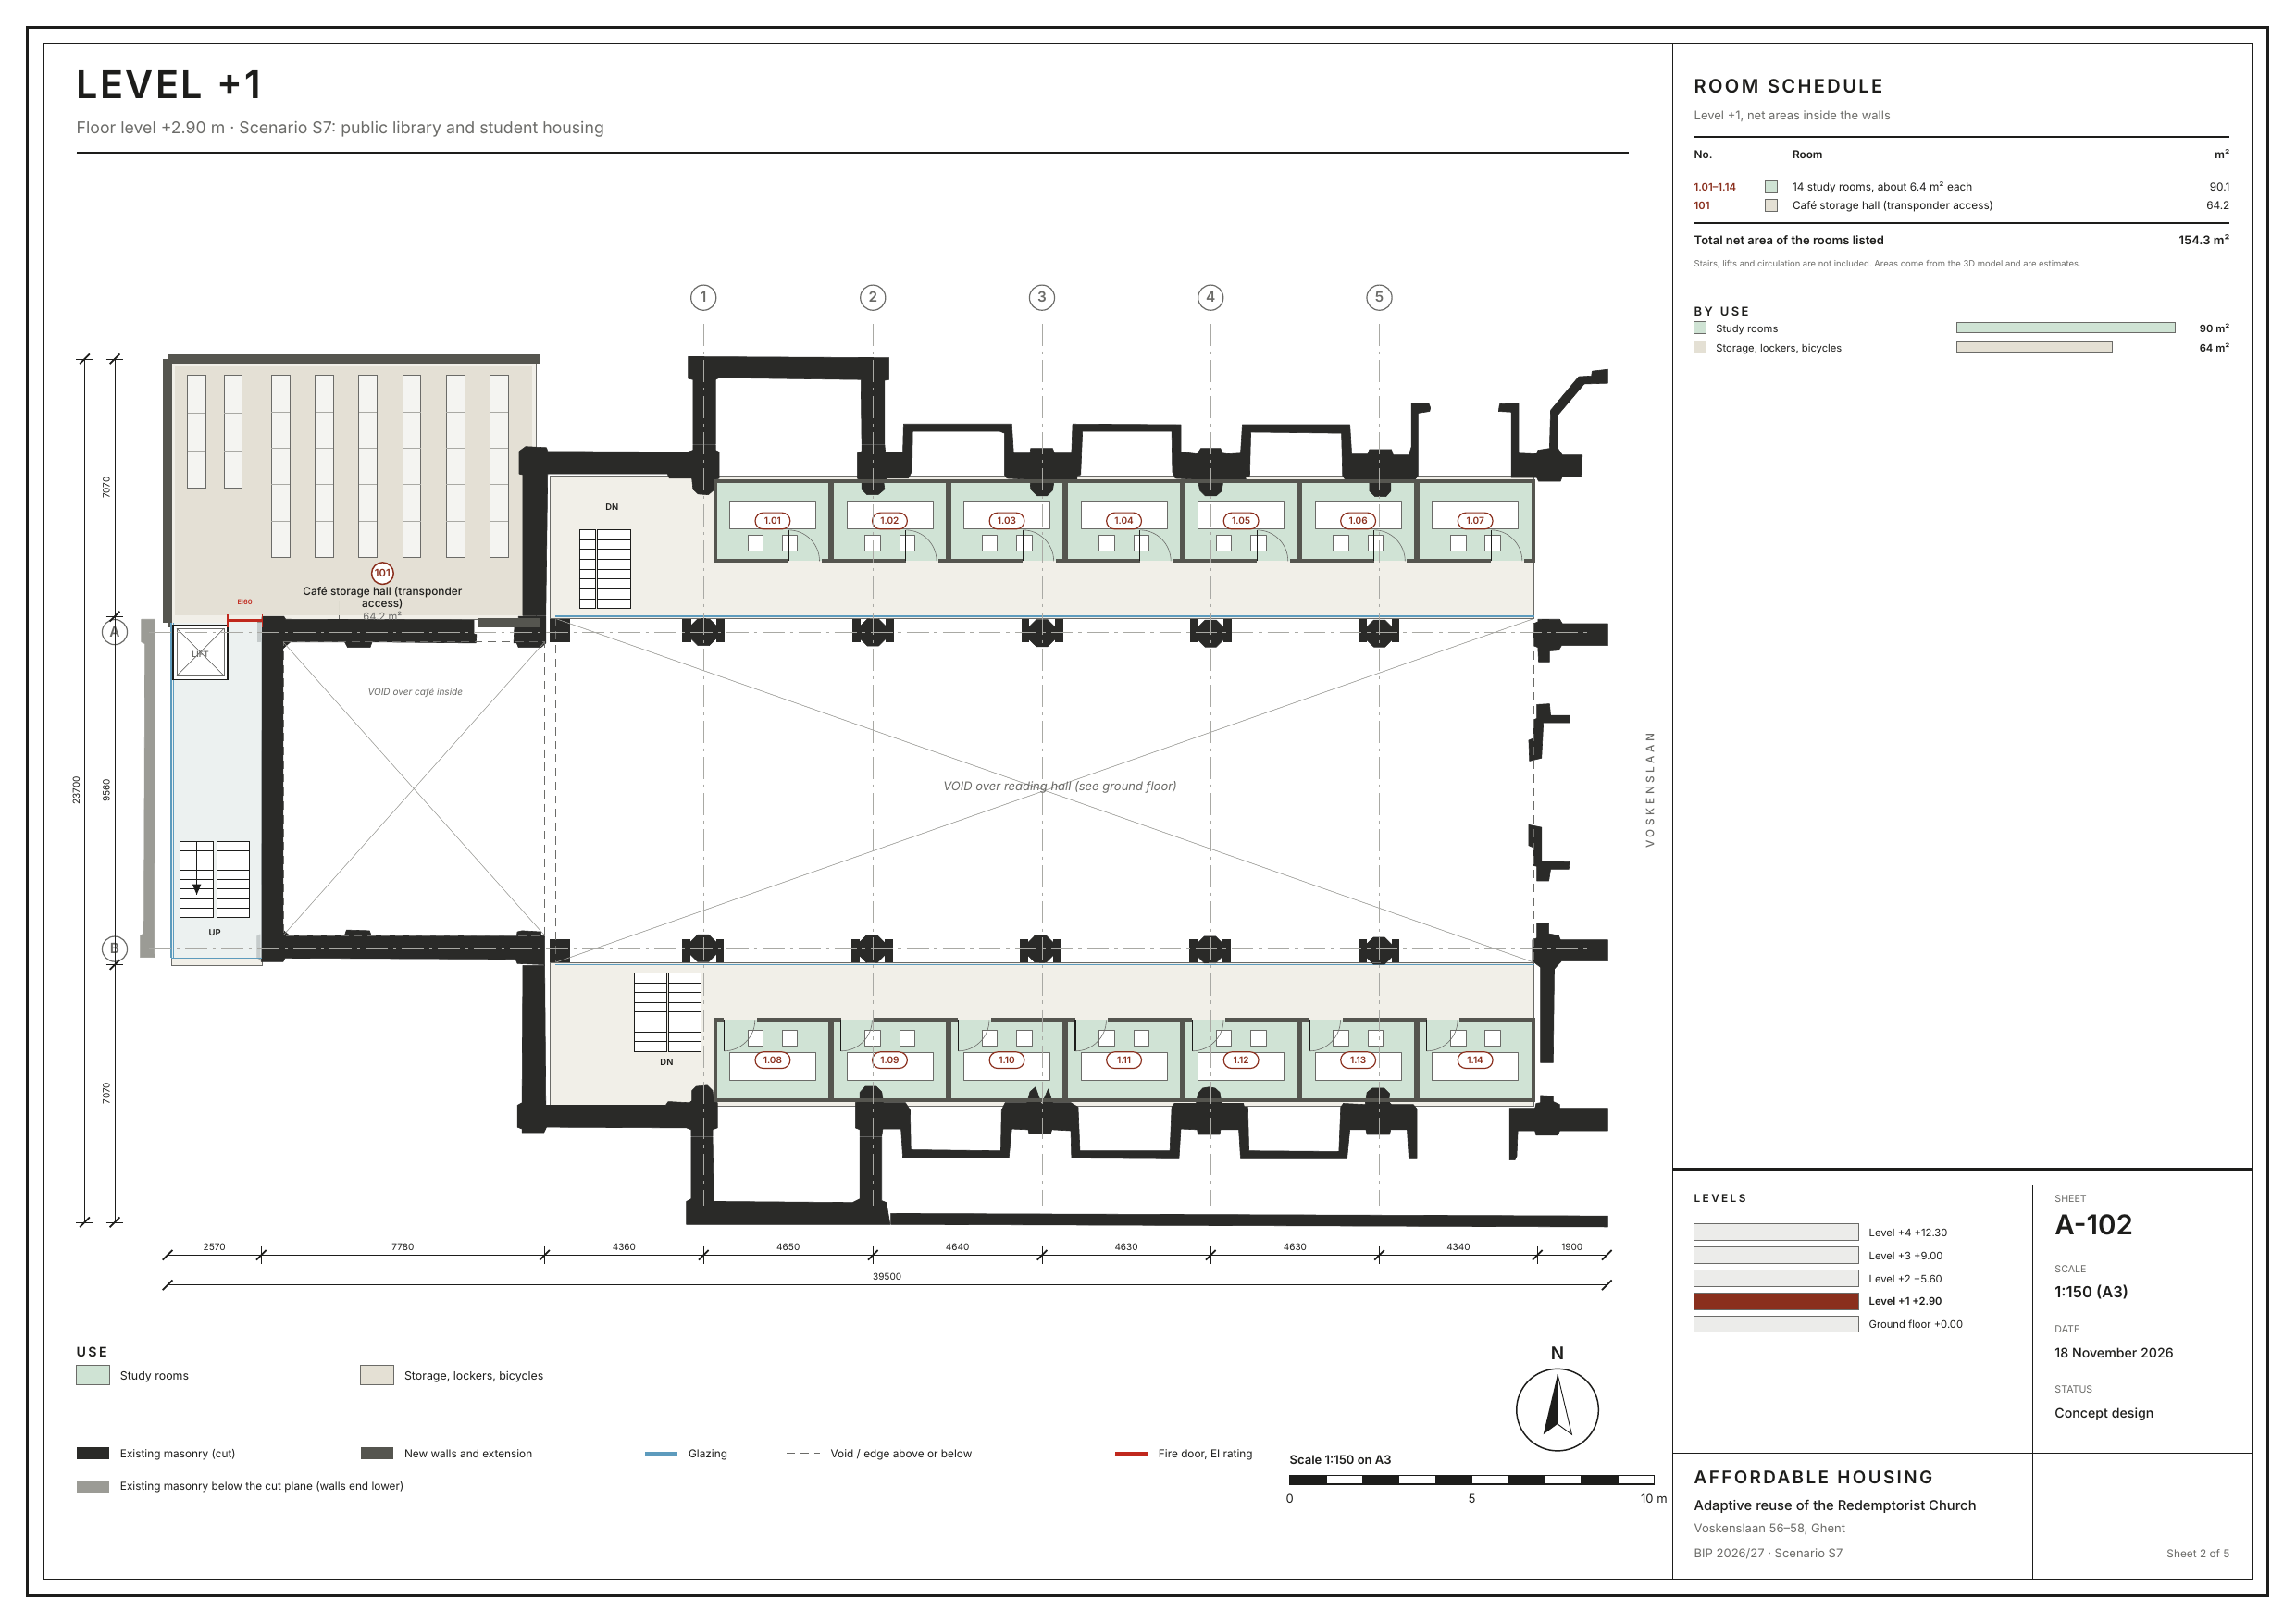 LEVEL +1
Floor level +2.90 m · Scenario S7: public library and student housing
1 2 3 4 5
DN
1.01 1.02 1.03 1.04 1.05 1.06 1.07
101
Café storage hall (transponder
access)
64.2 m²
EI60
A
LIFT
VOID over café inside
VOID over reading hall (see ground floor)
VOSKENSLAAN
7070
23700
9560
7070
UP
B
DN
1.08 1.09 1.10 1.11 1.12 1.13 1.14
2570 7780 4360 4650 4640 4630 4630 4340 1900
39500
USE
Study rooms
Storage, lockers, bicycles
Existing masonry (cut)
New walls and extension
Glazing
Void / edge above or below
Fire door, EI rating
Existing masonry below the cut plane (walls end lower)
N
Scale 1:150 on A3
0 5 10 m
ROOM SCHEDULE
Level +1, net areas inside the walls
No. Room m²
1.01–1.14 14 study rooms, about 6.4 m² each 90.1
101 Café storage hall (transponder access) 64.2
Total net area of the rooms listed 154.3 m²
Stairs, lifts and circulation are not included. Areas come from the 3D model and are estimates.
BY USE
Study rooms 90 m²
Storage, lockers, bicycles 64 m²
LEVELS
Level +4 +12.30
Level +3 +9.00
Level +2 +5.60
Level +1 +2.90
Ground floor +0.00
SHEET
A-102
SCALE
1:150 (A3)
DATE
18 November 2026
STATUS
Concept design
AFFORDABLE HOUSING
Adaptive reuse of the Redemptorist Church
Voskenslaan 56–58, Ghent
BIP 2026/27 · Scenario S7
Sheet 2 of 5